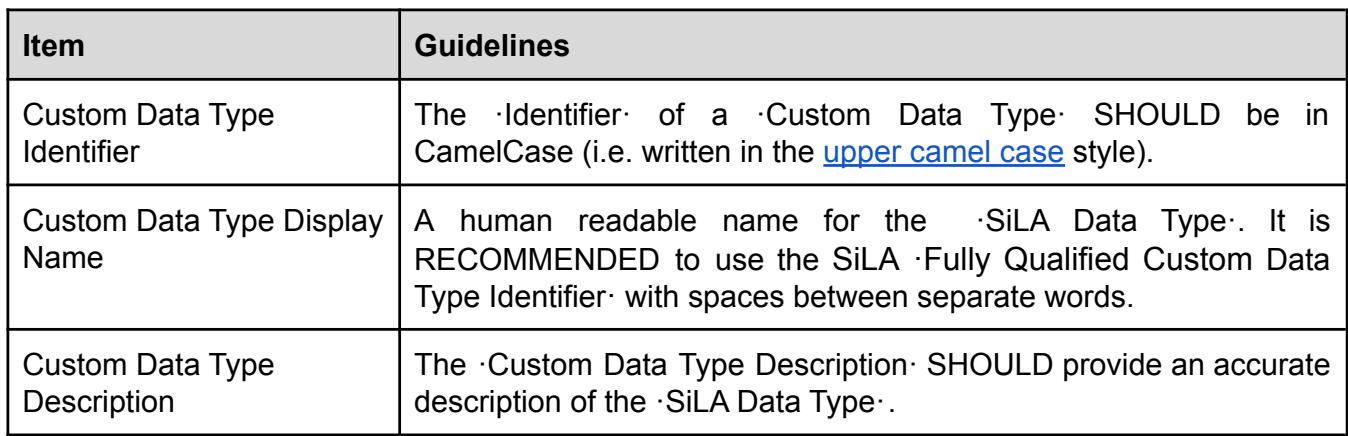 Item
Guidelines
Custom Data Type
Identifier
The ·Identifier· of a ·Custom Data Type· SHOULD be in
CamelCase (i.e. written in the upper camel case style).
Custom Data Type Display
Name
A human readable name for the ·SiLA Data Type·. It is
RECOMMENDED to use the SiLA ·Fully Qualified Custom Data
Type Identifier· with spaces between separate words.
Custom Data Type
Description
The ·Custom Data Type Description· SHOULD provide an accurate
description of the ·SiLA Data Type·.